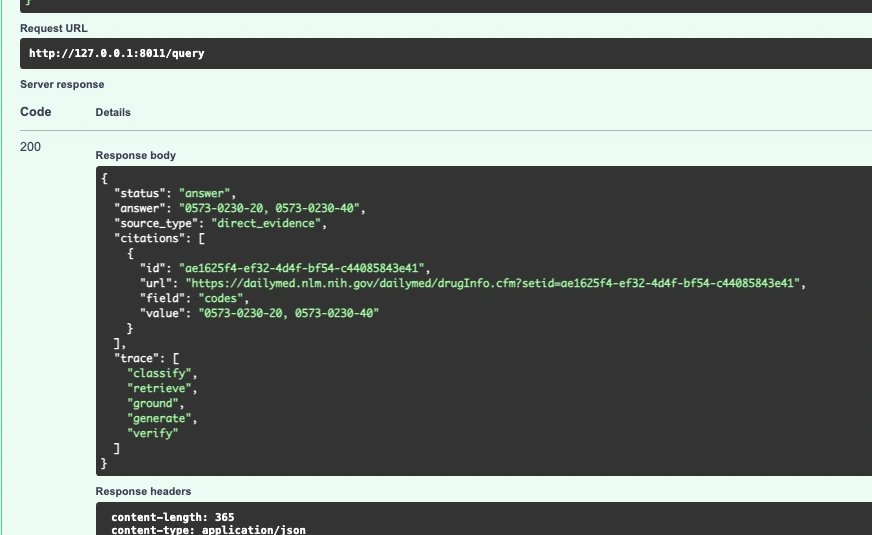 }
Request URL
http://127.0.0.1:8011/query
Server response
Code Details
200
Response body
{
"status": "answer",
"answer": "0573-0230-20, 0573-0230-40",
"source_type": "direct_evidence",
"citations": [
{
"id": "ae1625f4-ef32-4d4f-bf54-c44085843e41",
"url": "https://dailymed.nlm.nih.gov/dailymed/drugInfo.cfm?setid=ae1625f4-ef32-4d4f-bf54-c44085843e41",
"field": "codes",
"value": "0573-0230-20, 0573-0230-40"
}
],
"trace": [
"classify",
"retrieve",
"ground",
"generate",
"verify"
]
}
Response headers
content-length: 365
content-type: application/json